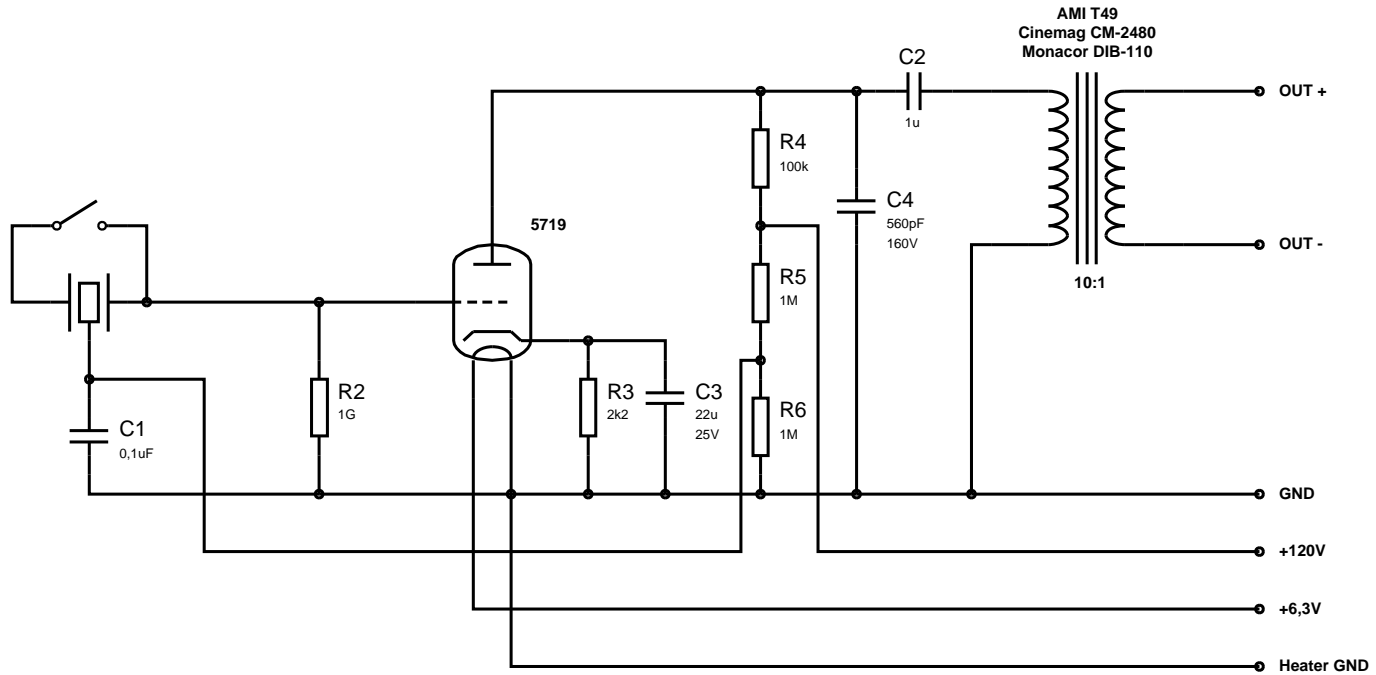 AMI T49
Cinemag CM-2480
Monacor DIB-110
C2
1u
OUT +
R4
100k
C4
560pF
160V
5719
OUT -
10:1
R5
1M
R2
1G
R3
2k2
C3
22u
25V
R6
1M
C1
0,1uF
GND
+120V
+6,3V
Heater GND